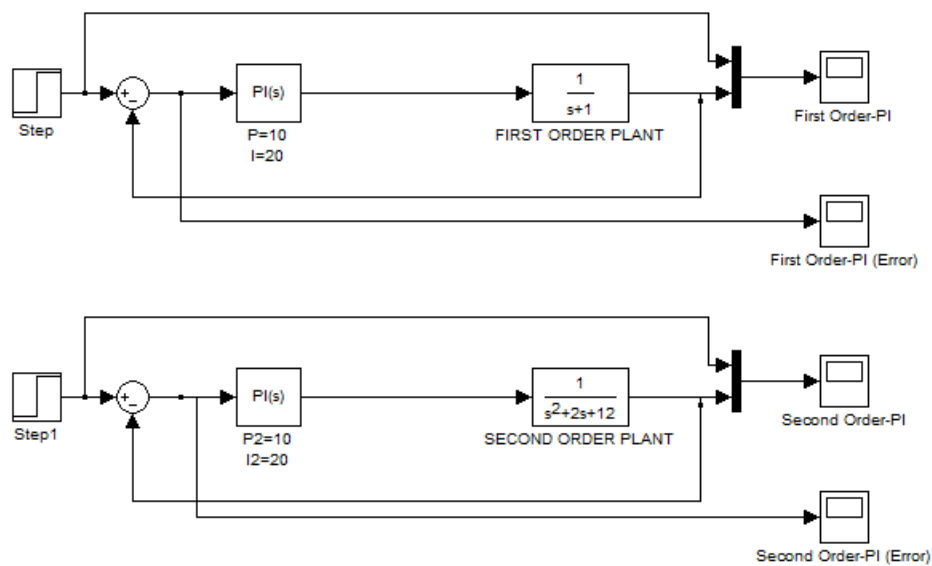 Step
+
−
PI(s)
P=10
I=20
1
s+1
FIRST ORDER PLANT
First Order-PI
First Order-PI (Error)
Step1
+
−
PI(s)
P2=10
I2=20
1
s²+2s+12
SECOND ORDER PLANT
Second Order-PI
Second Order-PI (Error)